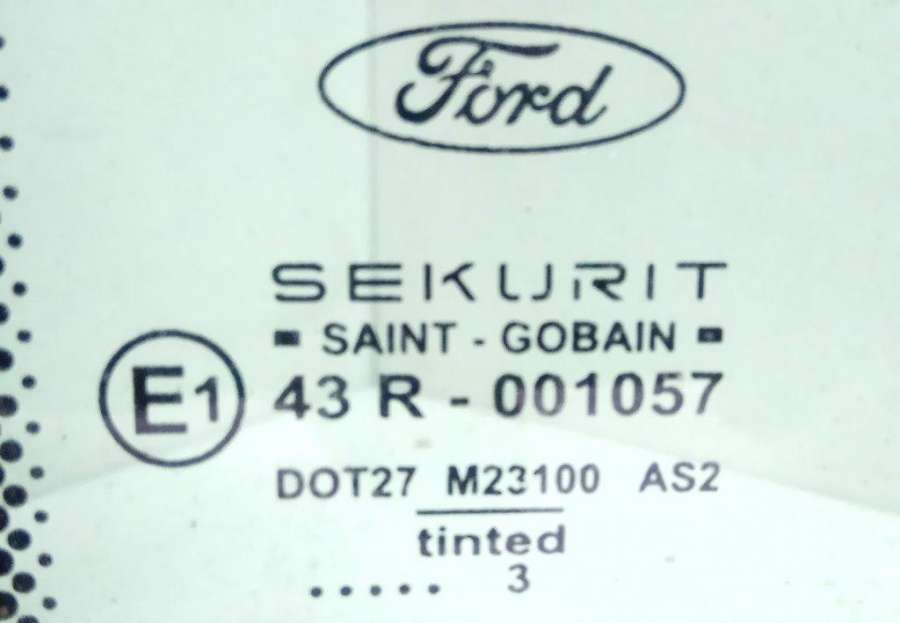 Ford
SEKURIT
SAINT - GOBAIN
E1 43 R - 001057
DOT27 M23100 AS2
tinted
..... 3